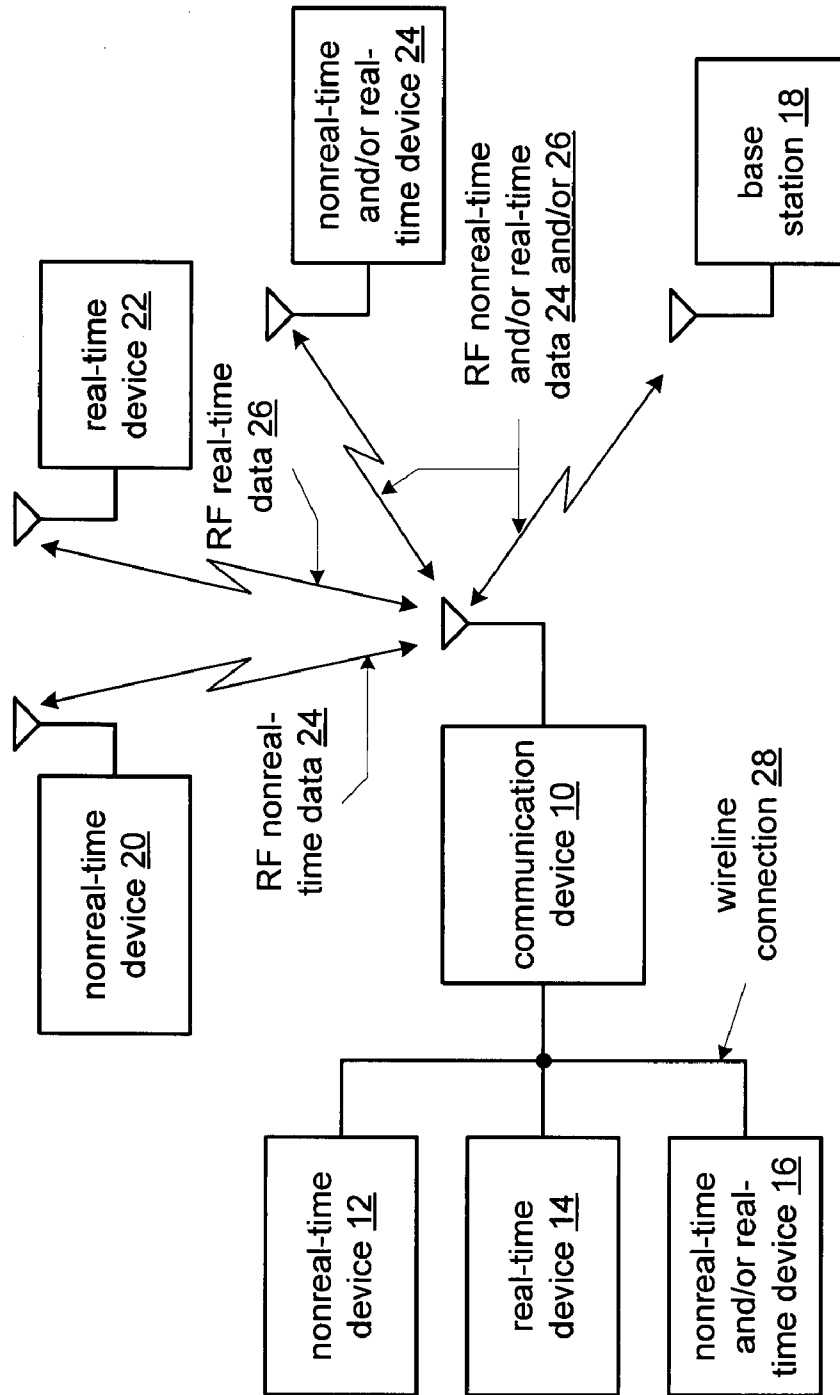 nonreal-time
device 20
real-time
device 22
RF nonreal-
time data 24
RF real-time
data 26
nonreal-time
and/or real-
time device 24
RF nonreal-time
and/or real-time
data 24 and/or 26
nonreal-time
device 12
real-time
device 14
nonreal-time
and/or real-
time device 16
communication
device 10
wireline
connection 28
base
station 18